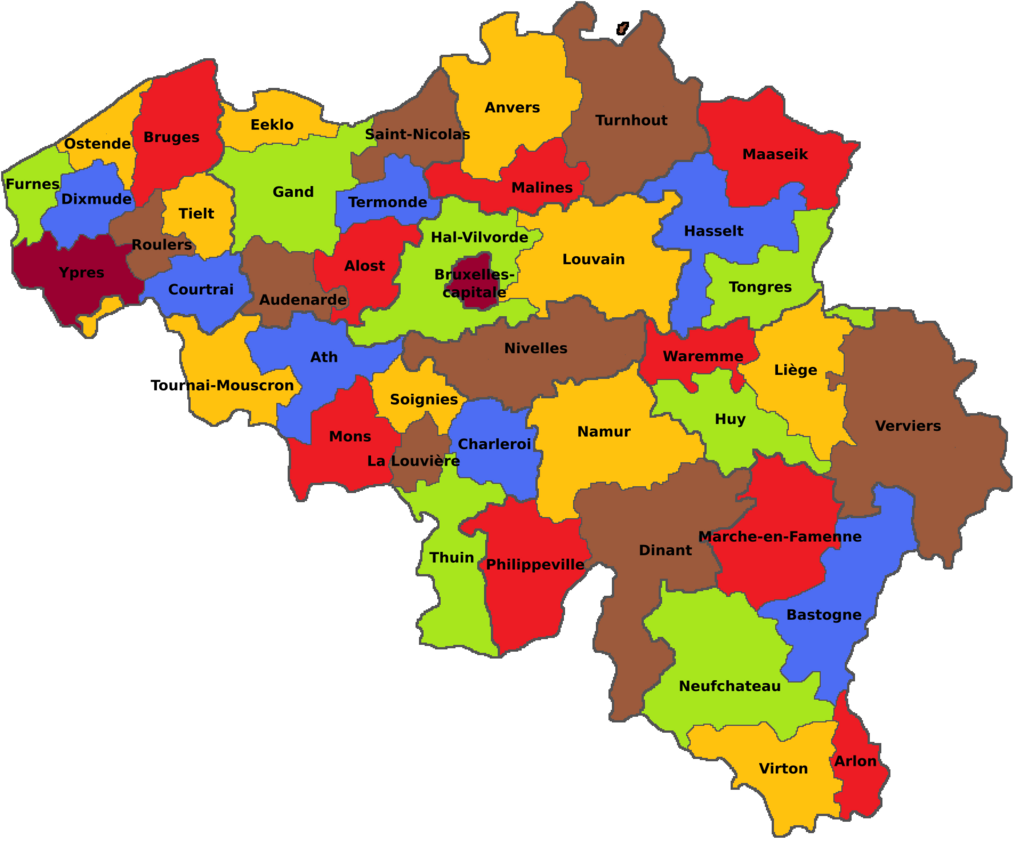 Anvers
Turnhout
Eeklo
Saint-Nicolas
Bruges
Ostende
Maaseik
Furnes
Dixmude
Gand
Malines
Termonde
Tielt
Hasselt
Hal-Vilvorde
Roulers
Louvain
Alost
Ypres
Bruxelles-
capitale
Courtrai
Tongres
Audenarde
Nivelles
Ath
Waremme
Liège
Tournai-Mouscron
Soignies
Huy
Verviers
Namur
Mons
Charleroi
La Louvière
Marche-en-Famenne
Dinant
Thuin
Philippeville
Bastogne
Neufchateau
Arlon
Virton